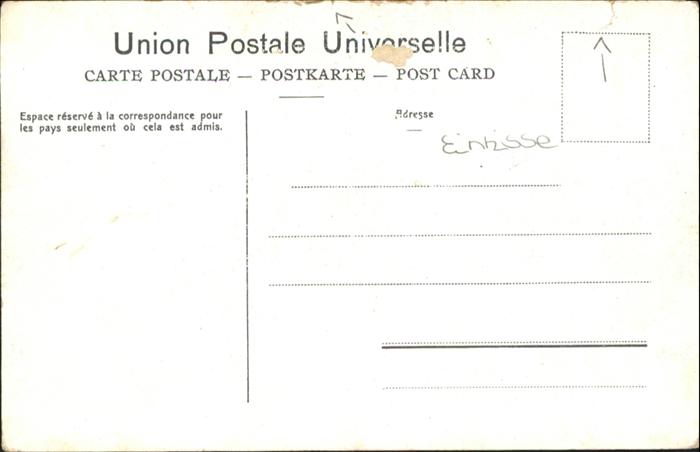 Union Postale Universelle
CARTE POSTALE — POSTKARTE — POST CARD
Espace réservé à la correspondance pour
les pays seulement où cela est admis.
Adresse
Einrisse